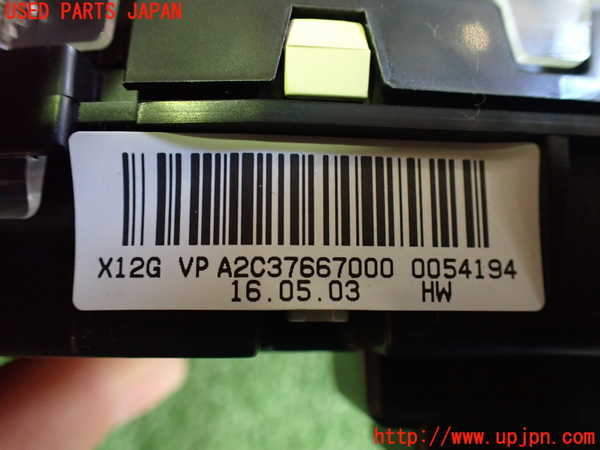 USED PARTS JAPAN
X12G VP A2C37667000 0054194
16.05.03 HW
http://www.upjpn.com/